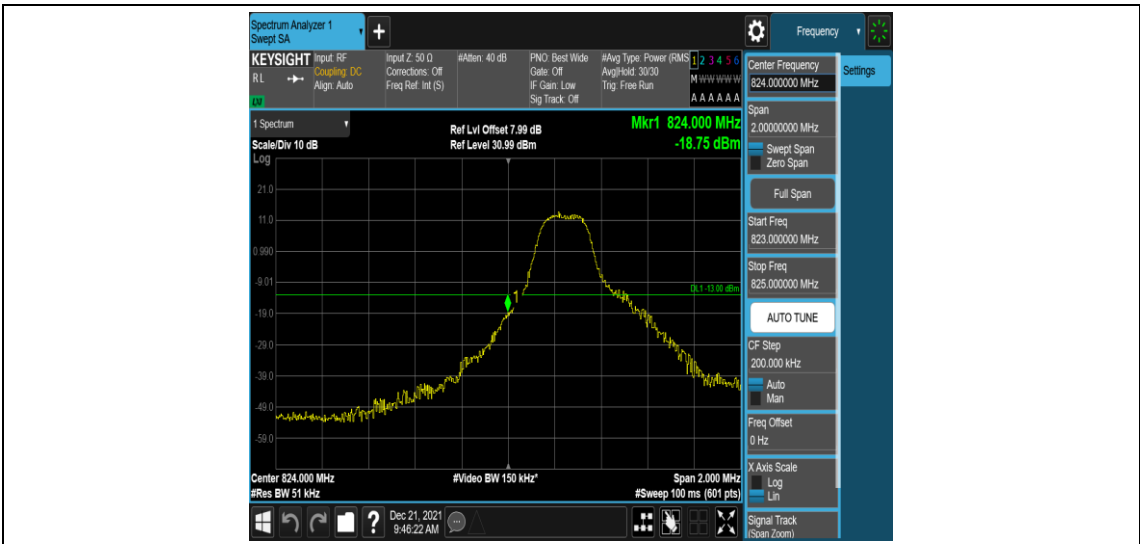 Spectrum Analyzer 1
Swept SA
+
Frequency
KEYSIGHT
RL
LXI
Input: RF
Coupling: DC
Align: Auto
Input Z: 50 Ω
Corrections: Off
Freq Ref: Int (S)
#Atten: 40 dB
PNO: Best Wide
Gate: Off
IF Gain: Low
Sig Track: Off
#Avg Type: Power (RMS
Avg|Hold: 30/30
Trig: Free Run
1 2 3 4 5 6
M W W W W W
A A A A A A
1 Spectrum
Scale/Div 10 dB
Log
Ref Lvl Offset 7.99 dB
Ref Level 30.99 dBm
Mkr1 824.000 MHz
-18.75 dBm
21.0
11.0
0.990
-9.01
-19.0
-29.0
-39.0
-49.0
-59.0
DL1 -13.00 dBm
1
Center 824.000 MHz
#Res BW 51 kHz
#Video BW 150 kHz*
Span 2.000 MHz
#Sweep 100 ms (601 pts)
Dec 21, 2021
9:46:22 AM
?
Center Frequency
824.000000 MHz
Span
2.00000000 MHz
Swept Span
Zero Span
Full Span
Start Freq
823.000000 MHz
Stop Freq
825.000000 MHz
AUTO TUNE
CF Step
200.000 kHz
Auto
Man
Freq Offset
0 Hz
X Axis Scale
Log
Lin
Signal Track
(Span Zoom)
Settings